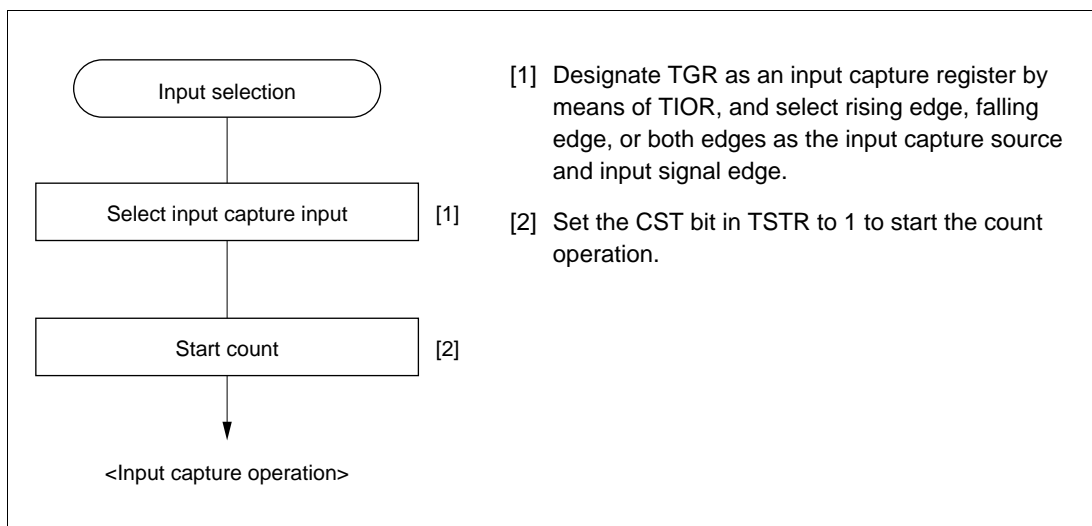 Input selection
Select input capture input
[1]
Start count
[2]
<Input capture operation>
[1] Designate TGR as an input capture register by
means of TIOR, and select rising edge, falling
edge, or both edges as the input capture source
and input signal edge.
[2] Set the CST bit in TSTR to 1 to start the count
operation.